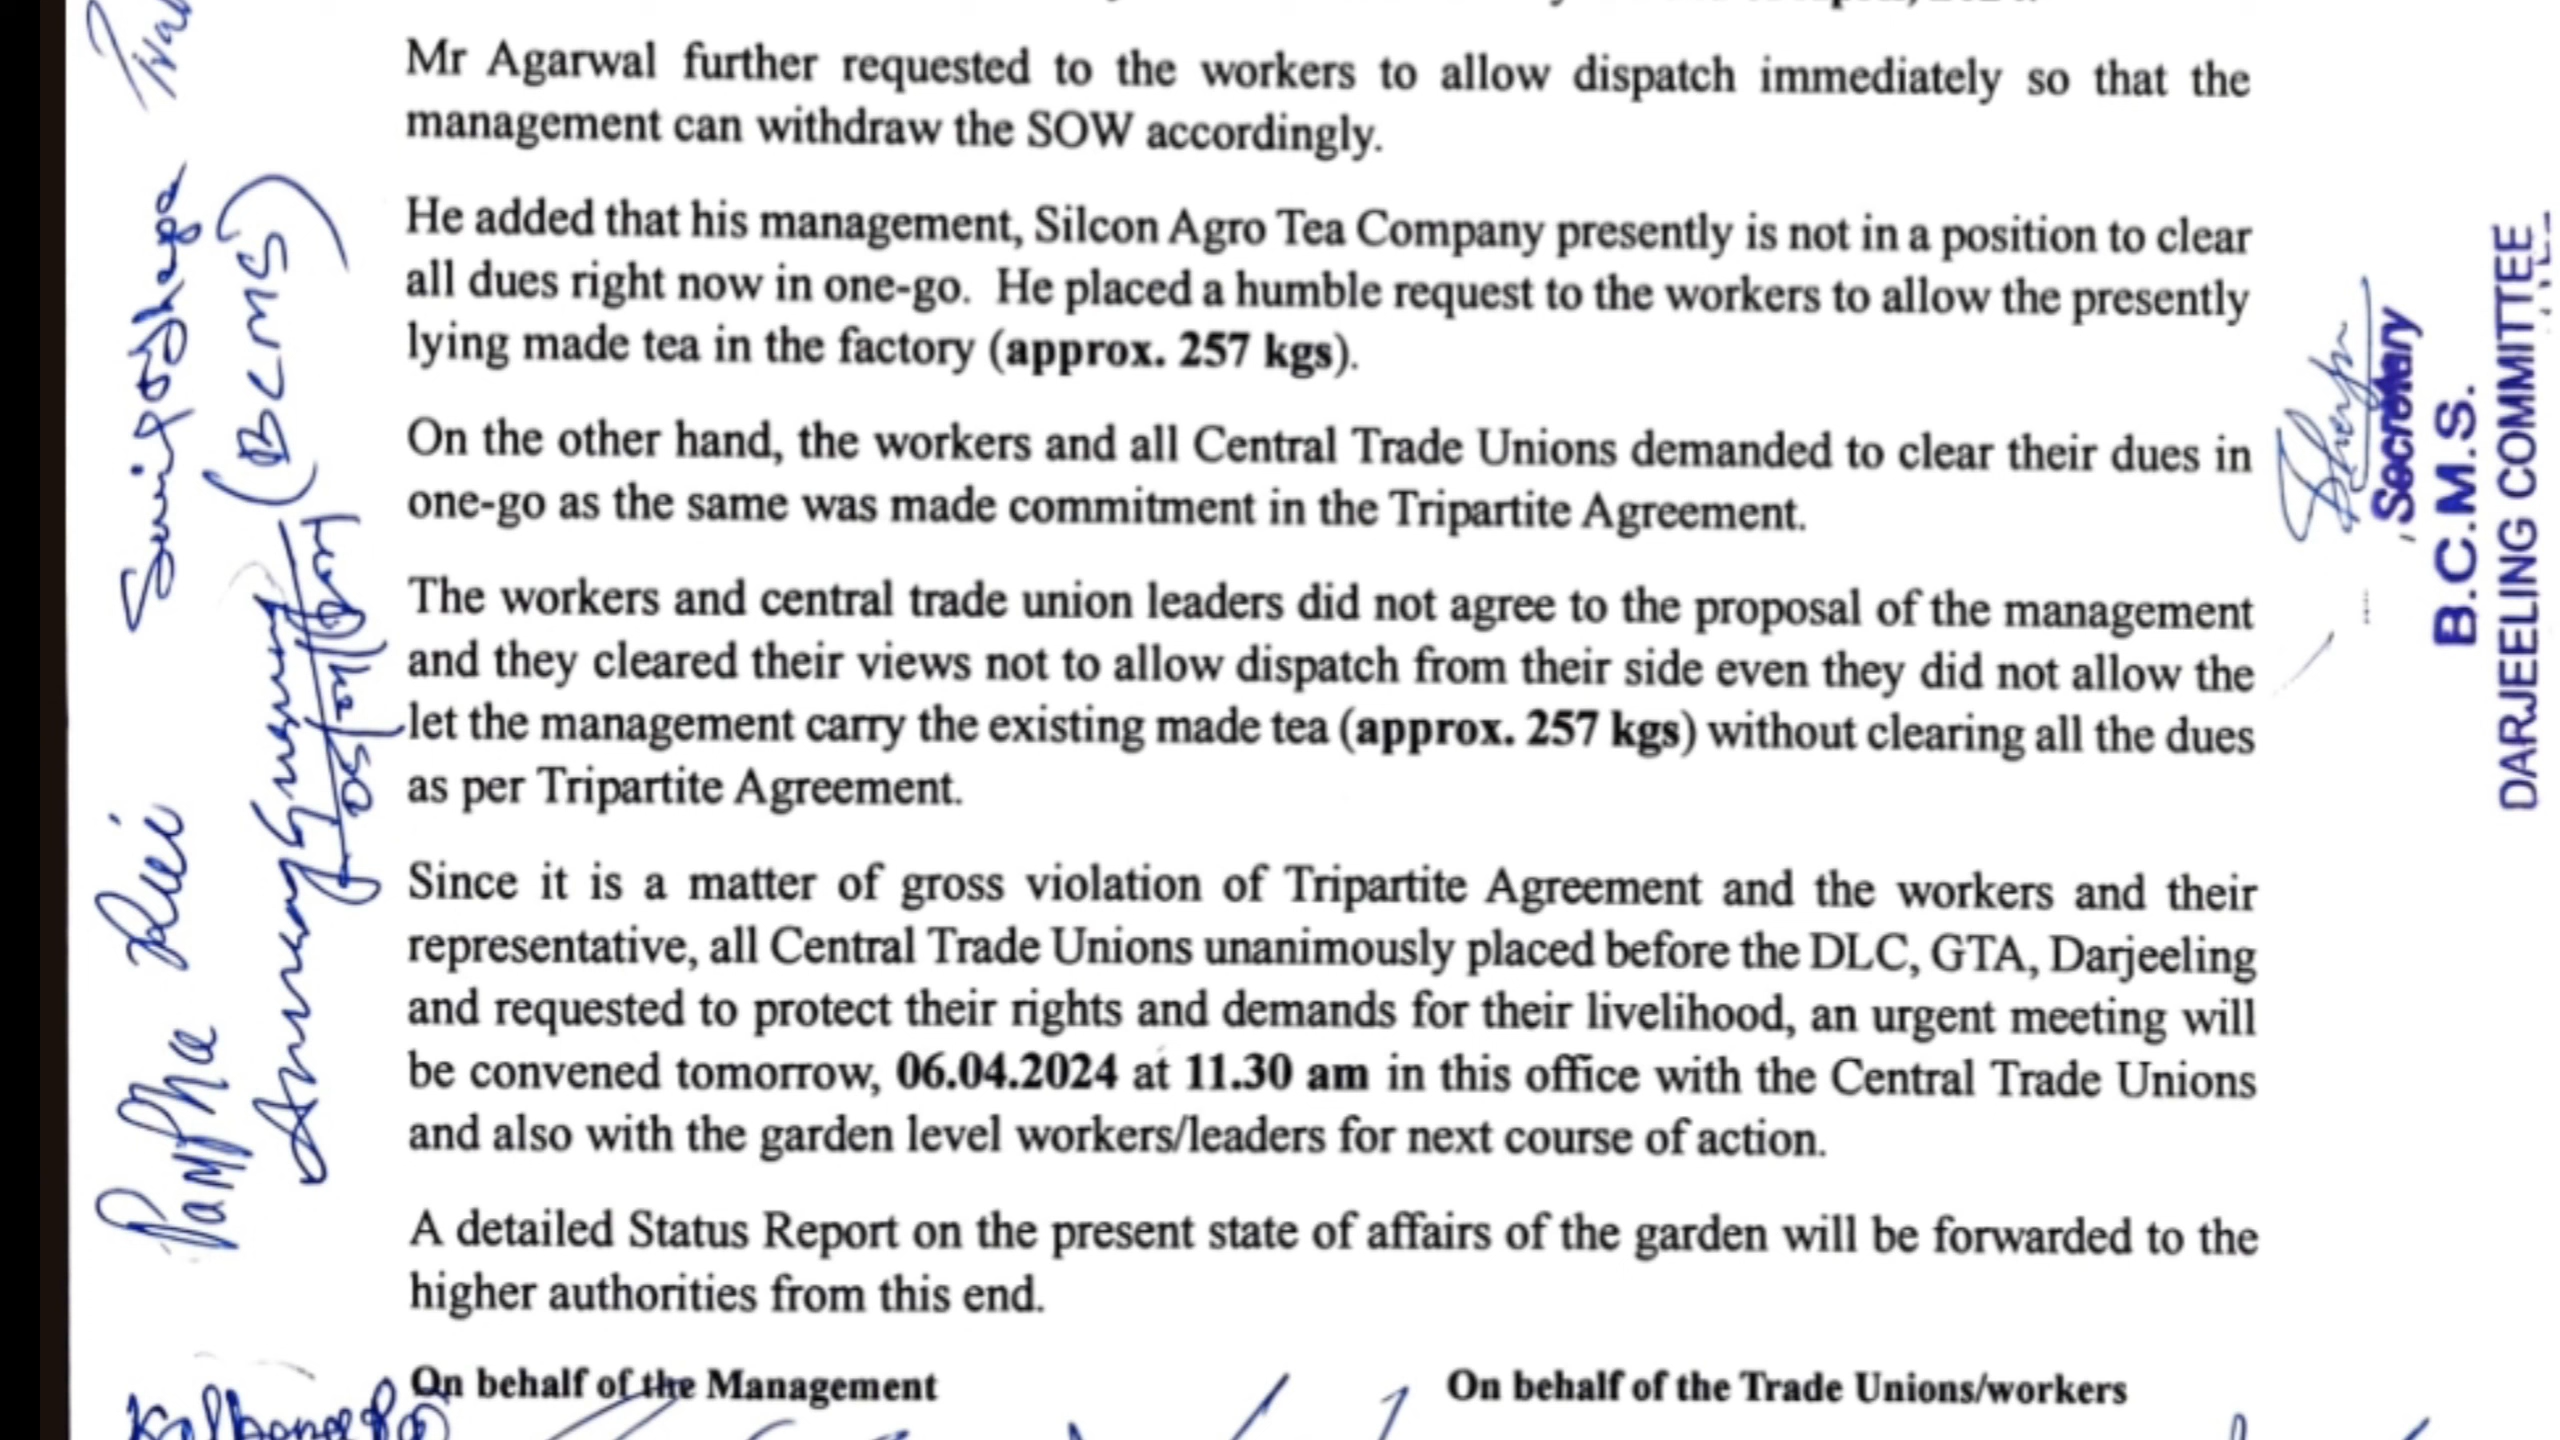 Mr Agarwal further requested to the workers to allow dispatch immediately so that the
management can withdraw the SOW accordingly.
He added that his management, Silcon Agro Tea Company presently is not in a position to clear
all dues right now in one-go. He placed a humble request to the workers to allow the presently
lying made tea in the factory (approx. 257 kgs).
On the other hand, the workers and all Central Trade Unions demanded to clear their dues in
one-go as the same was made commitment in the Tripartite Agreement.
The workers and central trade union leaders did not agree to the proposal of the management
and they cleared their views not to allow dispatch from their side even they did not allow the
let the management carry the existing made tea (approx. 257 kgs) without clearing all the dues
as per Tripartite Agreement.
Since it is a matter of gross violation of Tripartite Agreement and the workers and their
representative, all Central Trade Unions unanimously placed before the DLC, GTA, Darjeeling
and requested to protect their rights and demands for their livelihood, an urgent meeting will
be convened tomorrow, 06.04.2024 at 11.30 am in this office with the Central Trade Unions
and also with the garden level workers/leaders for next course of action.
A detailed Status Report on the present state of affairs of the garden will be forwarded to the
higher authorities from this end.
On behalf of the Management
On behalf of the Trade Unions/workers
(BCMS)
Pampha
Secretary
B.C.M.S.
DARJEELING COMMITTEE